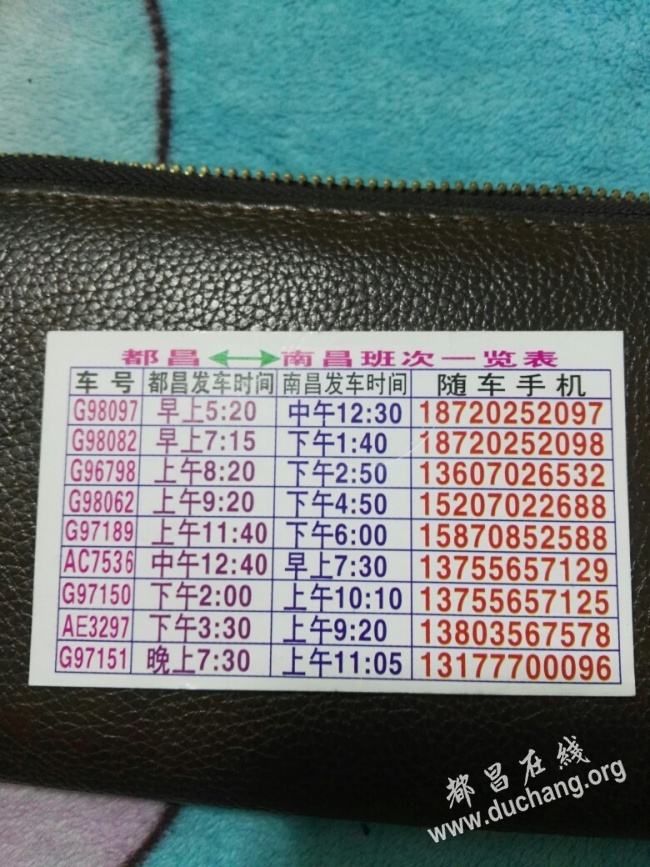 都昌⟷南昌班次一览表
车号 都昌发车时间 南昌发车时间 随车手机
G98097 早上5:20 中午12:30 18720252097
G98082 早上7:15 下午1:40 18720252098
G96798 上午8:20 下午2:50 13607026532
G98062 上午9:20 下午4:50 15207022688
G97189 上午11:40 下午6:00 15870852588
AC7536 中午12:40 早上7:30 13755657129
G97150 下午2:00 上午10:10 13755657125
AE3297 下午3:30 上午9:20 13803567578
G97151 晚上7:30 上午11:05 13177700096
都昌在线
www.duchang.org